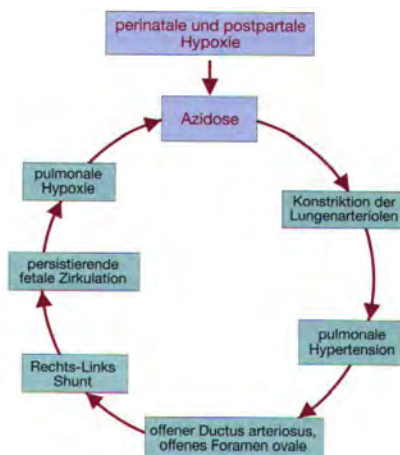 perinatale und postpartale
Hypoxie
Azidose
Konstriktion der
Lungenarteriolen
pulmonale
Hypertension
offener Ductus arteriosus,
offenes Foramen ovale
Rechts-Links
Shunt
persistierende
fetale Zirkulation
pulmonale
Hypoxie